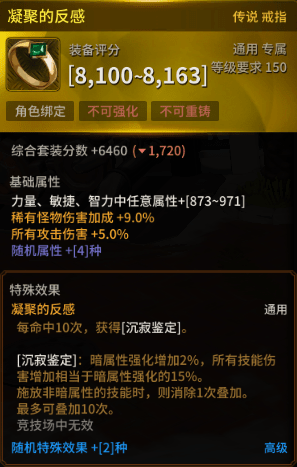 凝聚的反感 传说 戒指
装备评分 通用 专属
[8,100~8,163] 等级要求 150
角色绑定 不可强化 不可重铸
综合套装分数 +6460 (▼1,720)
基础属性
力量、敏捷、智力中任意属性+[873~971]
稀有怪物伤害加成 +9.0%
所有攻击伤害 +5.0%
随机属性 +[4]种
特殊效果
凝聚的反感 通用
每命中10次，获得[沉寂鉴定]。
[沉寂鉴定]：暗属性强化增加2%，所有技能伤
害增加相当于暗属性强化的15%。
施放非暗属性的技能时，则消除1次叠加。
最多可叠加10次。
竞技场中无效
随机特殊效果 +[2]种 高级